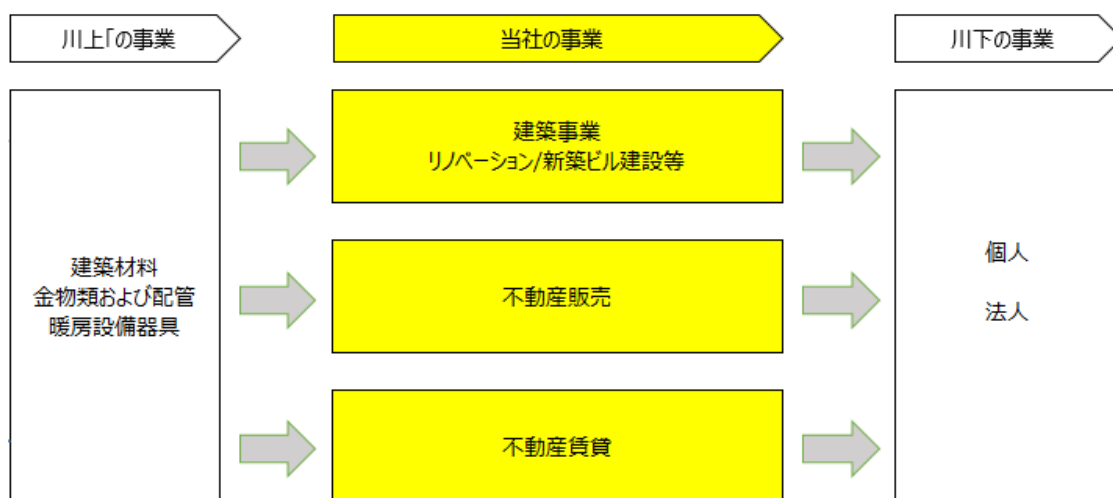 川上「の事業
当社の事業
川下の事業
建築材料
金物類および配管
暖房設備器具
建築事業
リノベーション/新築ビル建設等
不動産販売
不動産賃貸
個人
法人